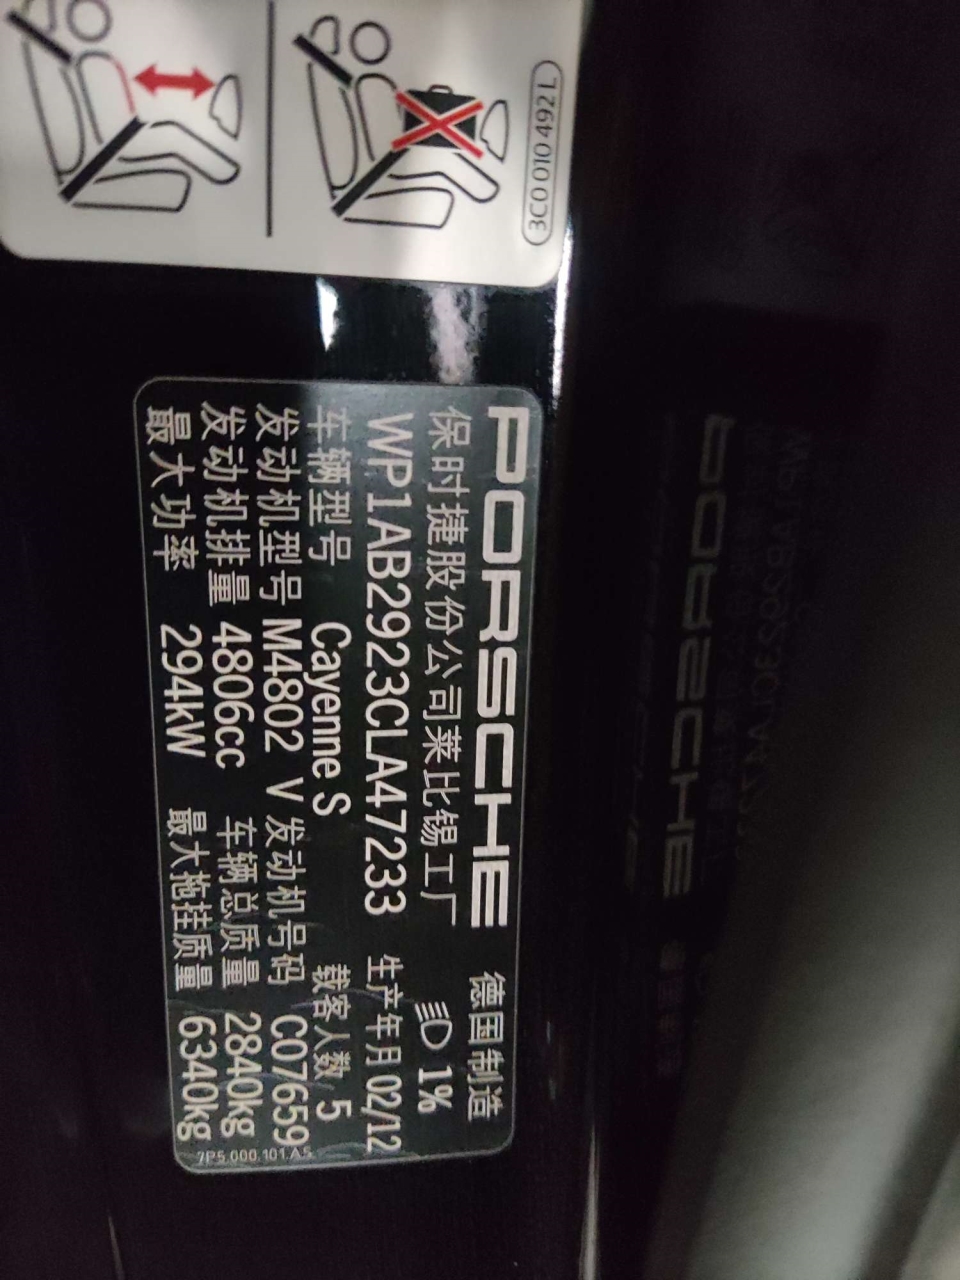 3C0 010 492 L
PORSCHE 德国制造
保时捷股份公司莱比锡工厂 1%
WP1AB2923CLA47233 生产年月 02/12
车辆型号 Cayenne S 载客人数 5
发动机型号 M4802 V 发动机号码 C07659
发动机排量 4806cc 车辆总质量 2840kg
最大功率 294kW 最大拖挂质量 6340kg
7P5.000.101.AS